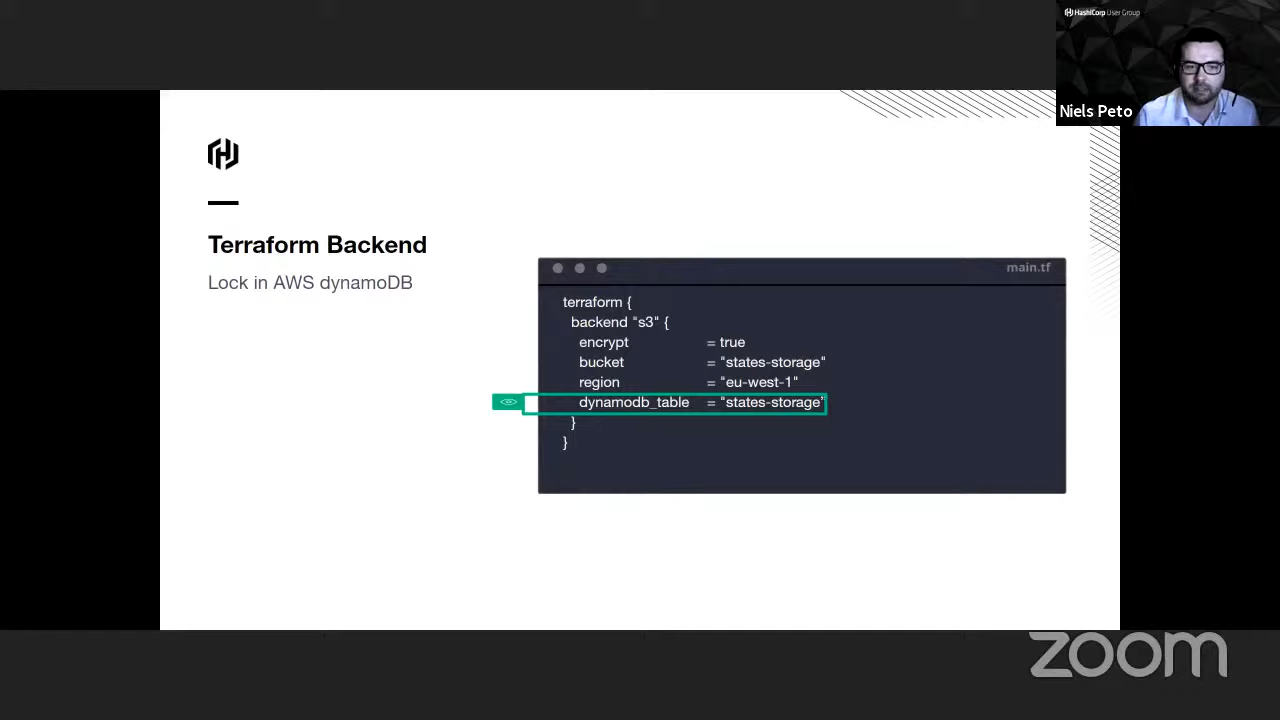 HashiCorp User Group
Niels Peto
Terraform Backend
Lock in AWS dynamoDB
main.tf
terraform {
backend "s3" {
encrypt = true
bucket = "states-storage"
region = "eu-west-1"
dynamodb_table = "states-storage"
}
}
zoom